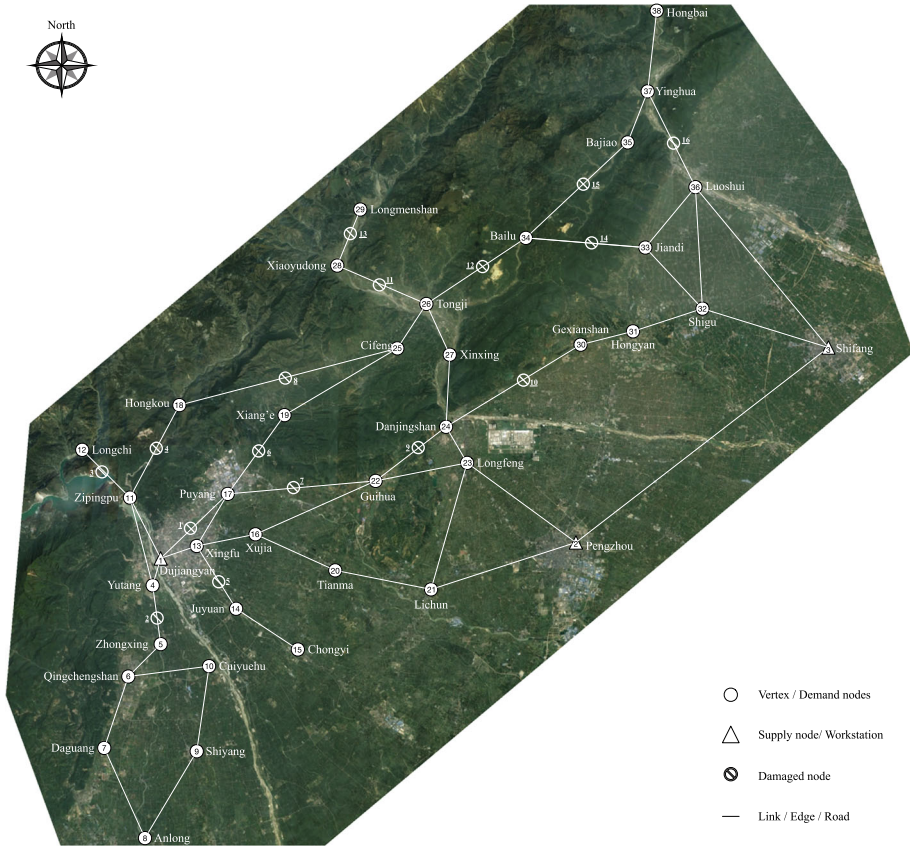 North
38 Hongbai
37 Yinghua
Bajiao 35
16
15
36 Luoshui
29 Longmenshan
13
Bailu 34
14
33 Jiandi
Xiaoyudong 28
12
11
26 Tongji
32
Shigu
Gexianshan
30
31
Hongyan
3 Shifang
Cifeng 25
27 Xinxing
8
10
Hongkou 18
Xiang'e 19
Danjingshan 24
12 Longchi
4
6
9
3
23 Longfeng
22
Guihua
Zipingpu 11
Puyang 17
7
1
16
Xujia
13
Xingfu
2 Pengzhou
1
Dujiangyan
Yutang 4
5
20
Tianma
21
Lichun
Juyuan 14
2
Zhongxing 5
15 Chongyi
10 Cuiyuehu
Qingchengshan 6
Daguang 7
9 Shiyang
8 Anlong
Vertex / Demand nodes
Supply node/ Workstation
Damaged node
Link / Edge / Road